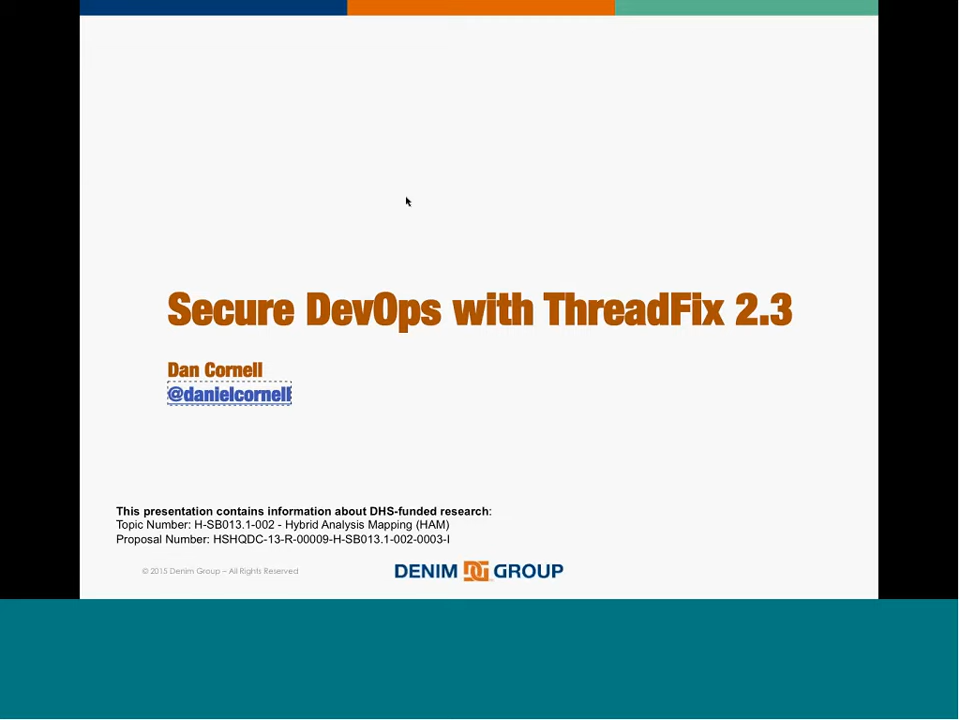 Secure DevOps with ThreadFix 2.3
Dan Cornell
@danielcornell
This presentation contains information about DHS-funded research:
Topic Number: H-SB013.1-002 - Hybrid Analysis Mapping (HAM)
Proposal Number: HSHQDC-13-R-00009-H-SB013.1-002-0003-I
© 2015 Denim Group – All Rights Reserved
DENIM DG GROUP